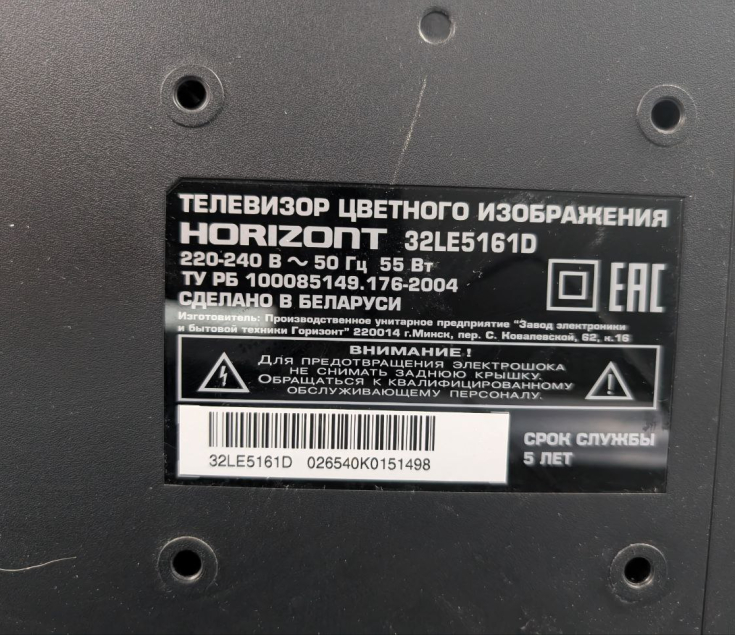 ТЕЛЕВИЗОР ЦВЕТНОГО ИЗОБРАЖЕНИЯ
HORIZONT 32LE5161D
220-240 В ~ 50 Гц 55 Вт
ТУ РБ 100085149.176-2004
СДЕЛАНО В БЕЛАРУСИ
EAC
Изготовитель: Производственное унитарное предприятие "Завод электроники
и бытовой техники Горизонт" 220014 г.Минск, пер. С. Ковалевской, 62, к.16
ВНИМАНИЕ !
ДЛЯ ПРЕДОТВРАЩЕНИЯ ЭЛЕКТРОШОКА
НЕ СНИМАТЬ ЗАДНЮЮ КРЫШКУ.
ОБРАЩАТЬСЯ К КВАЛИФИЦИРОВАННОМУ
ОБСЛУЖИВАЮЩЕМУ ПЕРСОНАЛУ.
32LE5161D 026540K0151498
СРОК СЛУЖБЫ
5 ЛЕТ